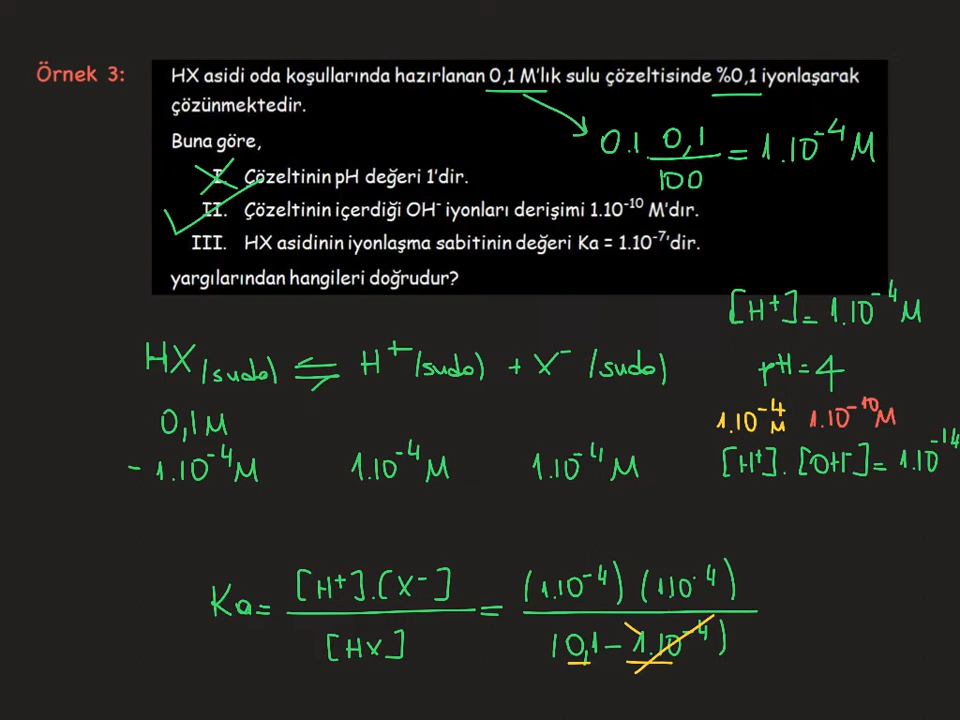 Örnek 3:
HX asidi oda koşullarında hazırlanan 0,1 M'lık sulu çözeltisinde %0,1 iyonlaşarak
çözünmektedir.
Buna göre,
0.1. 0,1/100 = 1.10⁻⁴ M
I. Çözeltinin pH değeri 1'dir.
II. Çözeltinin içerdiği OH⁻ iyonları derişimi 1.10⁻¹⁰ M'dır.
III. HX asidinin iyonlaşma sabitinin değeri Ka = 1.10⁻⁷'dir.
yargılarından hangileri doğrudur?
[H⁺] = 1.10⁻⁴ M
pH = 4
1.10⁻⁴ M 1.10⁻¹⁰ M
[H⁺]. [OH⁻] = 1.10⁻¹⁴
HX(suda) ⇌ H⁺(suda) + X⁻(suda)
0,1 M
- 1.10⁻⁴ M 1.10⁻⁴ M 1.10⁻⁴ M
Ka = [H⁺].[X⁻] / [HX] = (1.10⁻⁴) (1.10⁻⁴) / (0,1 - 1.10⁻⁴)